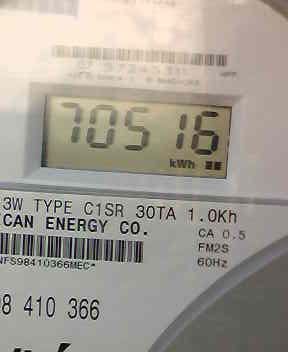 70516
kWh
3W TYPE C1SR 30TA 1.0Kh
CAN ENERGY CO.
CA 0.5
FM2S
NFS98410366MEC*
60Hz
8 410 366